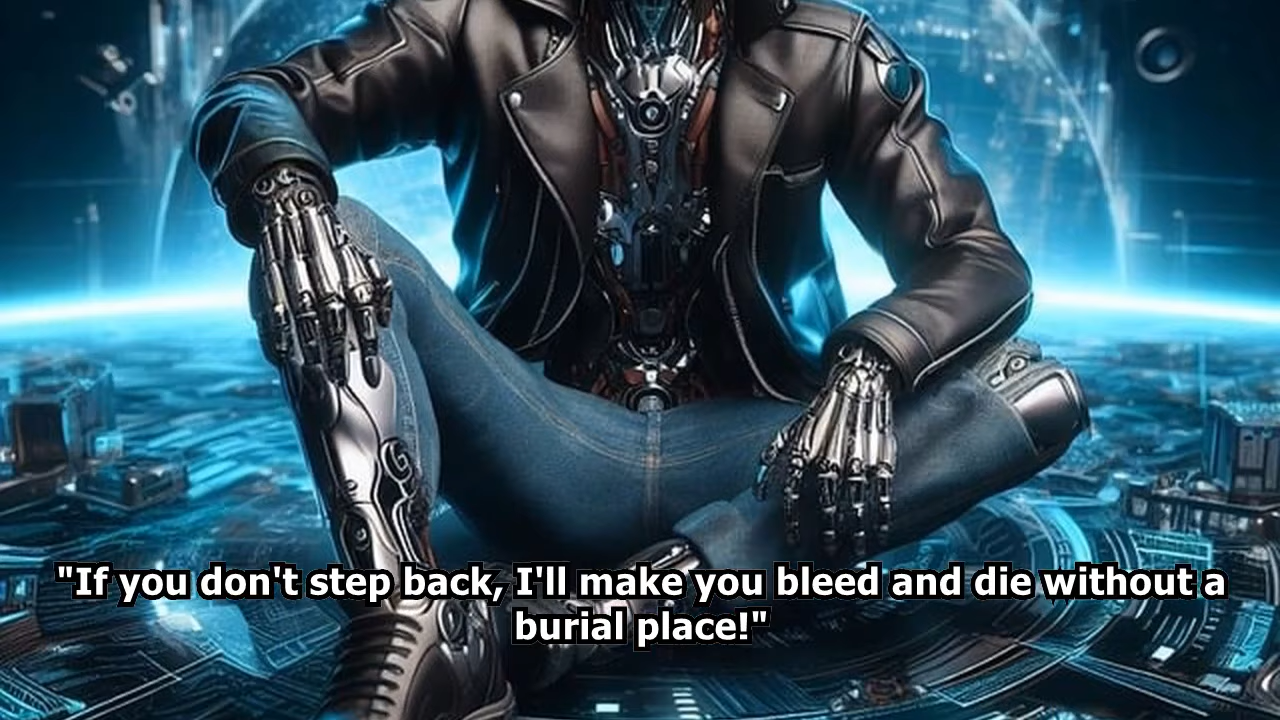 "If you don't step back, I'll make you bleed and die without a
burial place!"